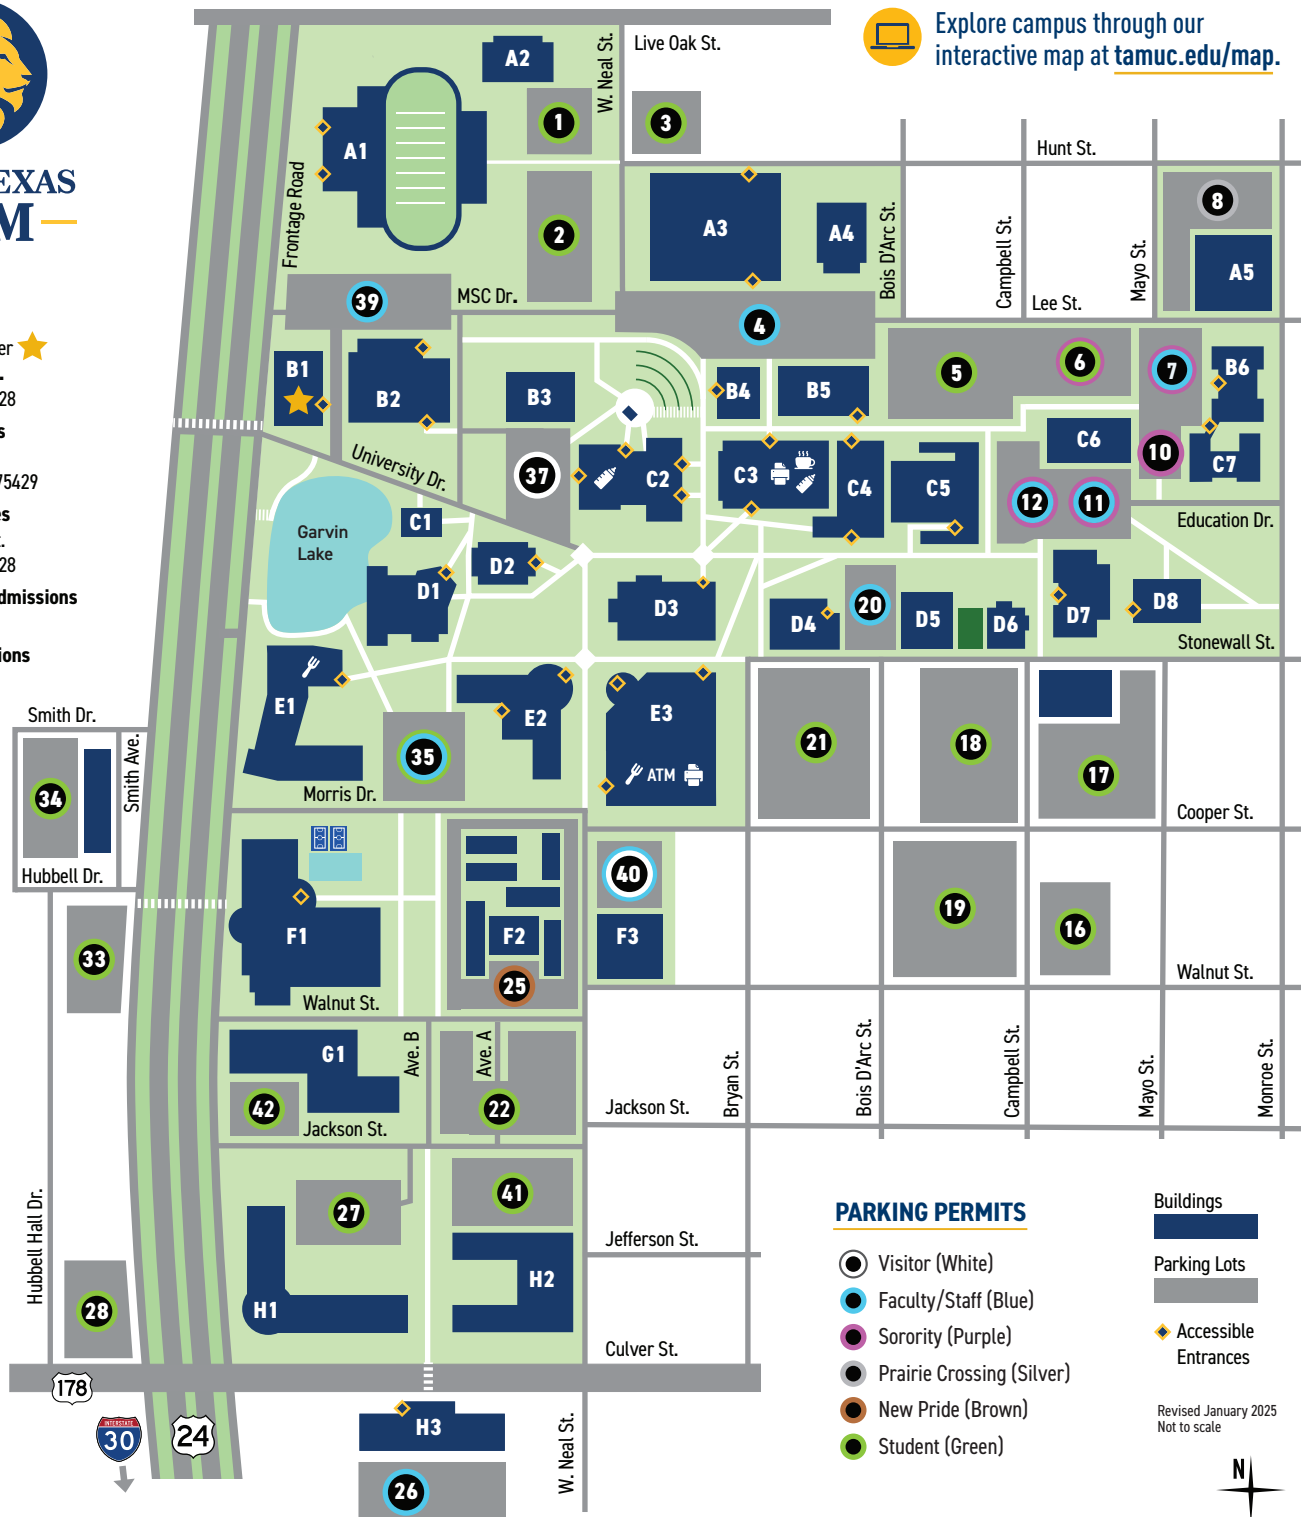 Explore campus through our
interactive map at tamuc.edu/map.
EXAS
M
er
.
28
s
75429
es
.
28
dmissions
ions
Live Oak St.
W. Neal St.
Hunt St.
Frontage Road
Bois D'Arc St.
Campbell St.
Mayo St.
Lee St.
MSC Dr.
University Dr.
Garvin
Lake
Education Dr.
Stonewall St.
Smith Dr.
Smith Ave.
Hubbell Dr.
Morris Dr.
Cooper St.
Walnut St.
Walnut St.
Ave. B
Ave. A
Jackson St.
Jackson St.
Bryan St.
Bois D'Arc St.
Campbell St.
Mayo St.
Monroe St.
Hubbell Hall Dr.
Jefferson St.
Culver St.
W. Neal St.
A1
A2
A3
A4
A5
B1
B2
B3
B4
B5
B6
C1
C2
C3
C4
C5
C6
C7
D1
D2
D3
D4
D5
D6
D7
D8
E1
E2
E3
ATM
F1
F2
F3
G1
H1
H2
H3
1
2
3
4
5
6
7
8
10
11
12
16
17
18
19
20
21
22
25
26
27
28
33
34
35
37
39
40
41
42
178
INTERSTATE
30
24
PARKING PERMITS
Visitor (White)
Faculty/Staff (Blue)
Sorority (Purple)
Prairie Crossing (Silver)
New Pride (Brown)
Student (Green)
Buildings
Parking Lots
Accessible
Entrances
Revised January 2025
Not to scale
N